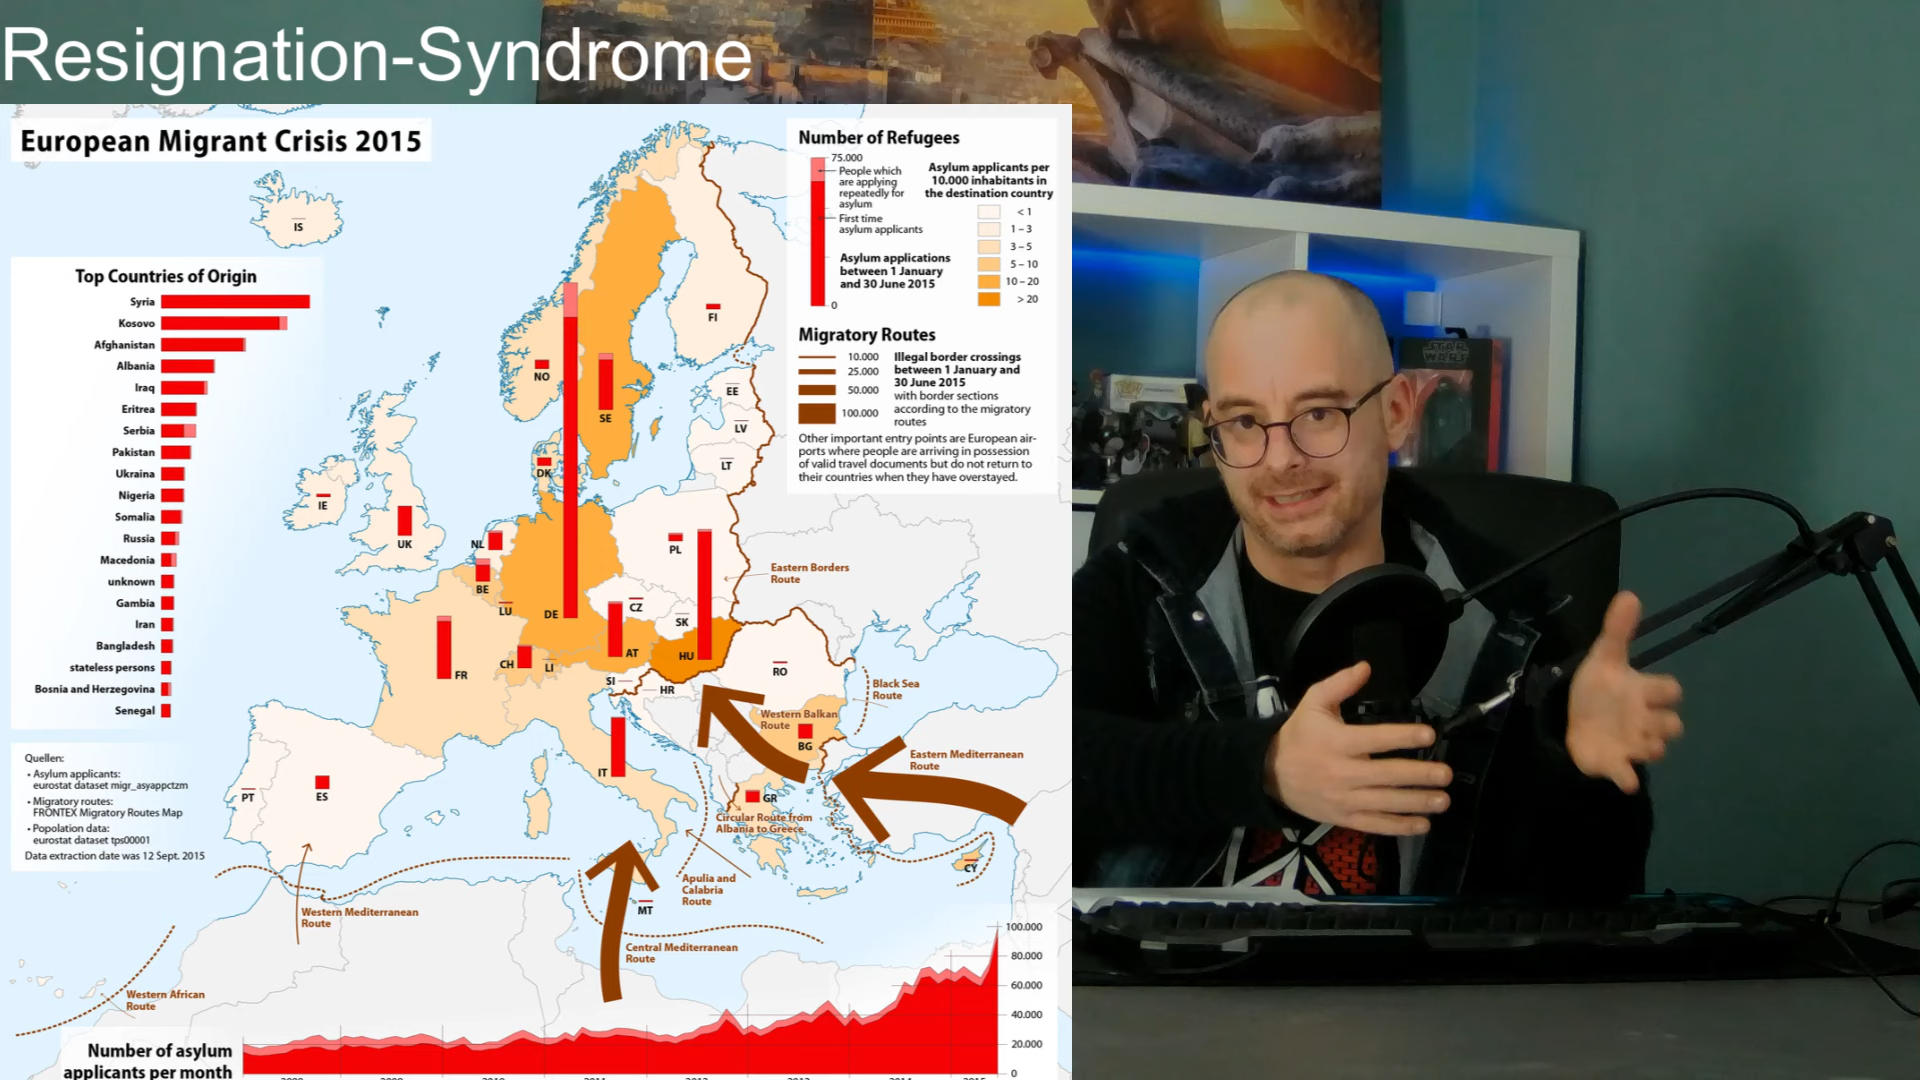 Resignation-Syndrome
European Migrant Crisis 2015
Number of Refugees
75.000
People which
are applying
repeatedly for
asylum
First time
asylum applicants
0
Asylum applications
between 1 January
and 30 June 2015
Asylum applicants per
10.000 inhabitants in
the destination country
< 1
1 – 3
3 – 5
5 – 10
10 – 20
> 20
Migratory Routes
10.000
25.000
50.000
100.000
Illegal border crossings
between 1 January and
30 June 2015
with border sections
according to the migratory
routes
Other important entry points are European air-
ports where people are arriving in possession
of valid travel documents but do not return to
their countries when they have overstayed.
Top Countries of Origin
Syria
Kosovo
Afghanistan
Albania
Iraq
Eritrea
Serbia
Pakistan
Ukraina
Nigeria
Somalia
Russia
Macedonia
unknown
Gambia
Iran
Bangladesh
stateless persons
Bosnia and Herzegovina
Senegal
Quellen:
• Asylum applicants:
eurostat dataset migr_asyappctzm
• Migratory routes:
FRONTEX Migratory Routes Map
• Popolation data:
eurostat dataset tps00001
Data extraction date was 12 Sept. 2015
IS
FI
NO
SE
EE
LV
LT
DK
IE
UK
NL
BE
LU
DE
PL
CZ
SK
FR
CH
LI
AT
HU
SI
HR
RO
BG
IT
GR
PT
ES
MT
CY
Eastern Borders
Route
Black Sea
Route
Western Balkan
Route
Eastern Mediterranean
Route
Circular Route from
Albania to Greece
Apulia and
Calabria
Route
Central Mediterranean
Route
Western Mediterranean
Route
Western African
Route
Number of asylum
applicants per month
100.000
80.000
60.000
40.000
20.000
0
STAR
WARS